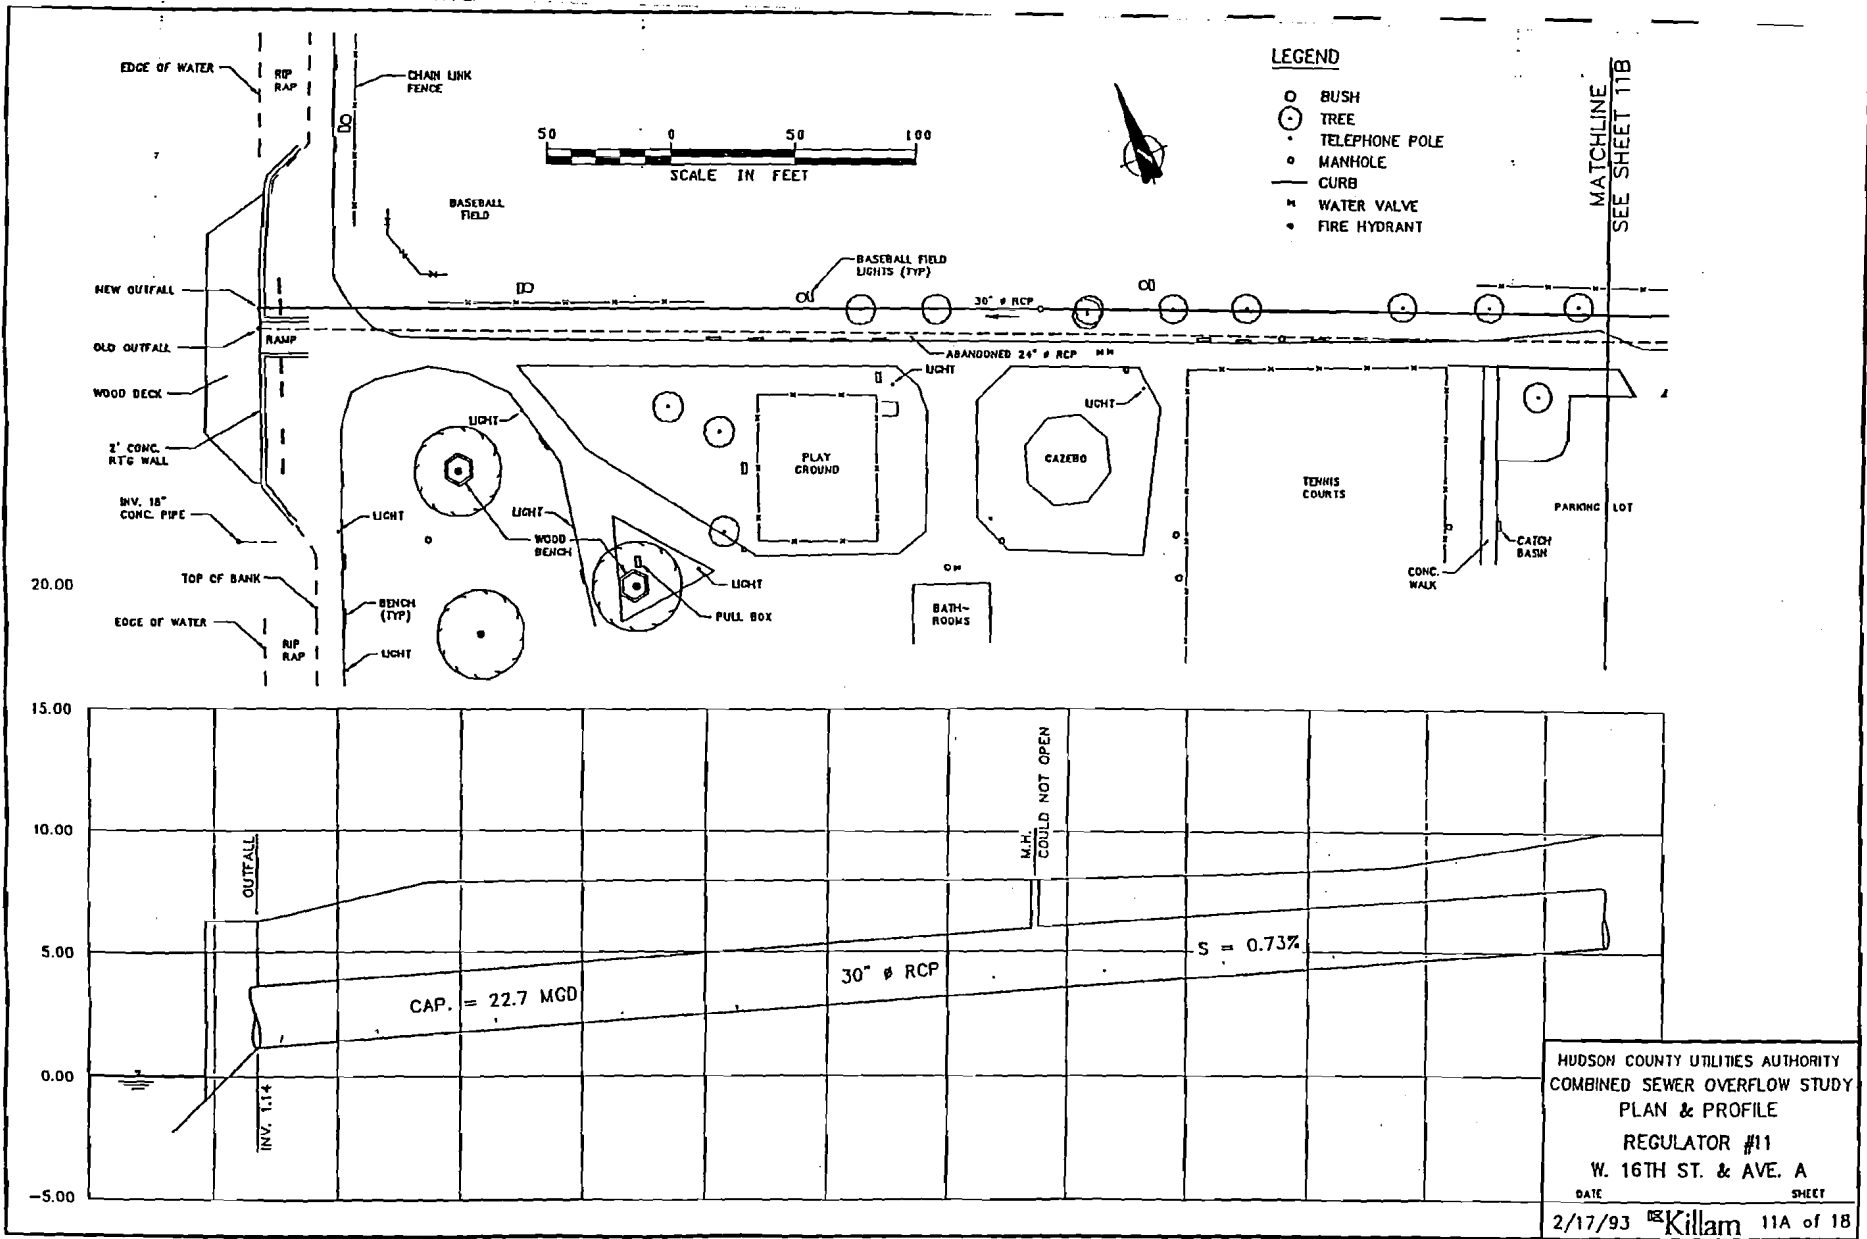 LEGEND
BUSH
TREE
TELEPHONE POLE
MANHOLE
CURB
WATER VALVE
FIRE HYDRANT
MATCHLINE
SEE SHEET 11B
EDGE OF WATER
RIP
RAP
CHAIN LINK
FENCE
50 0 50 100
SCALE IN FEET
BASEBALL
FIELD
BASEBALL FIELD
LIGHTS (TYP)
NEW OUTFALL
30" ø RCP
OLD OUTFALL
RAMP
ABANDONED 24" ø RCP
WOOD DECK
LIGHT
LIGHT
LIGHT
2' CONC.
RT'G WALL
PLAY
GROUND
GAZEBO
TENNIS
COURTS
INV. 18"
CONC. PIPE
LIGHT
LIGHT
WOOD
BENCH
PARKING LOT
CATCH
BASIN
CONC.
WALK
TOP OF BANK
LIGHT
BENCH
(TYP)
PULL BOX
BATH-
ROOMS
EDGE OF WATER
RIP
RAP
LIGHT
20.00
15.00
10.00
5.00
0.00
-5.00
OUTFALL
INV. 1.14
M.H.
COULD NOT OPEN
CAP. = 22.7 MGD
30" ø RCP
S = 0.73%
HUDSON COUNTY UTILITIES AUTHORITY
COMBINED SEWER OVERFLOW STUDY
PLAN & PROFILE
REGULATOR #11
W. 16TH ST. & AVE. A
DATE SHEET
2/17/93 Killam 11A of 18